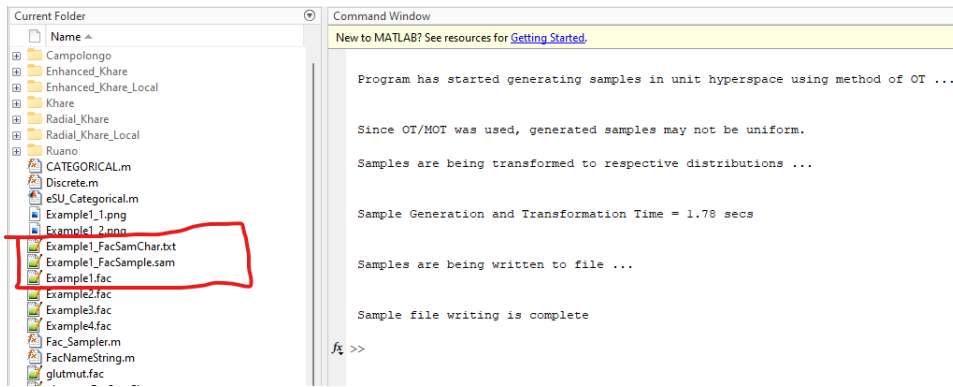 Current Folder
Name
Campolongo
Enhanced_Khare
Enhanced_Khare_Local
Khare
Radial_Khare
Radial_Khare_Local
Ruano
CATEGORICAL.m
Discrete.m
eSU_Categorical.m
Example1_1.png
Example1_2.png
Example1_FacSamChar.txt
Example1_FacSample.sam
Example1.fac
Example2.fac
Example3.fac
Example4.fac
Fac_Sampler.m
FacNameString.m
glutmut.fac
Command Window
New to MATLAB? See resources for Getting Started.
Program has started generating samples in unit hyperspace using method of OT ...
Since OT/MOT was used, generated samples may not be uniform.
Samples are being transformed to respective distributions ...
Sample Generation and Transformation Time = 1.78 secs
Samples are being written to file ...
Sample file writing is complete
fx >>